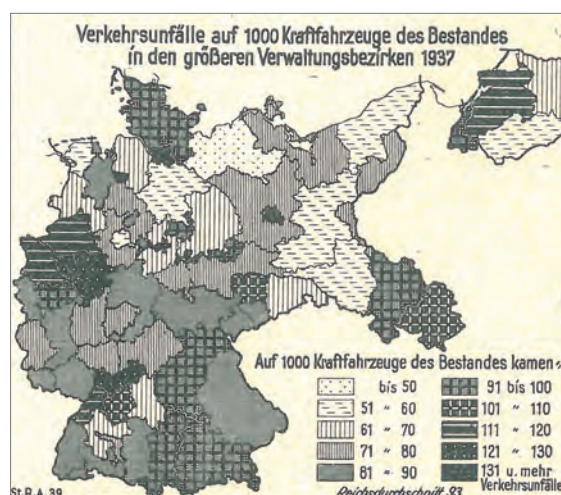 Verkehrsunfälle auf 1000 Kraftfahrzeuge des Bestandes
in den größeren Verwaltungsbezirken 1937
Auf 1000 Kraftfahrzeuge des Bestandes kamen:
bis 50
51 " 60
61 " 70
71 " 80
81 " 90
91 bis 100
101 " 110
111 " 120
121 " 130
131 u. mehr
Verkehrsunfälle
St.R.A. 39
Reichsdurchschnitt 83